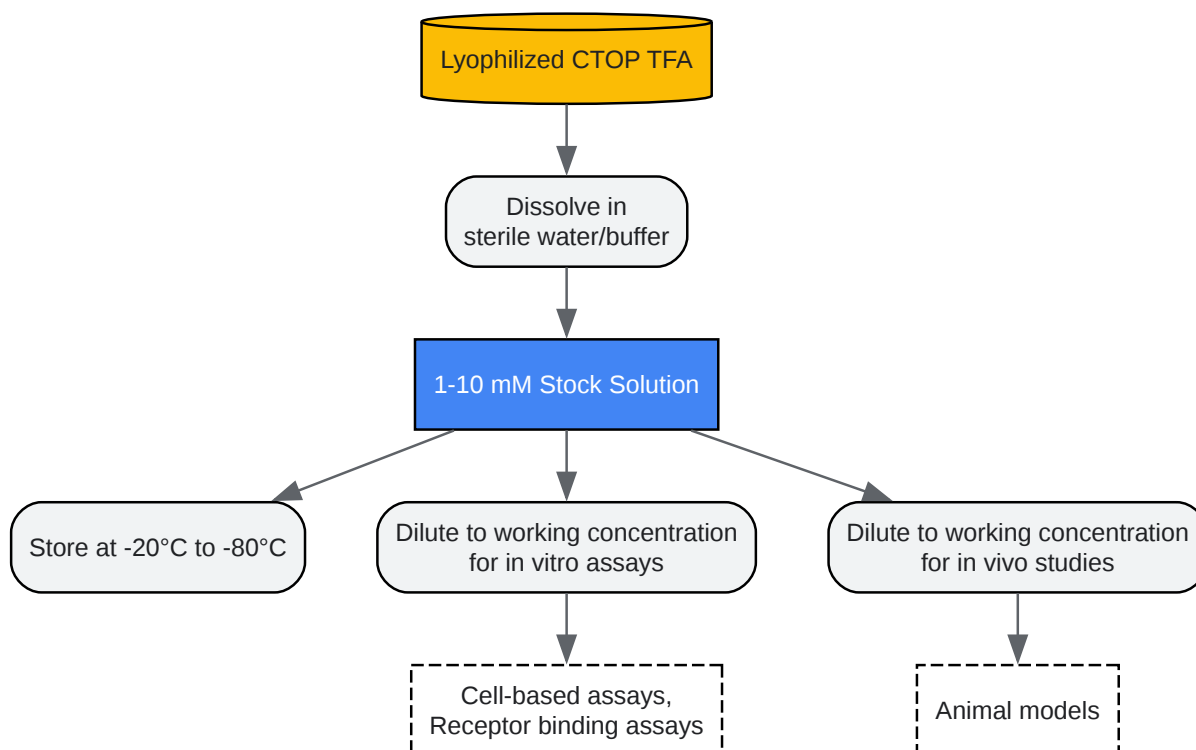 Lyophilized CTOP TFA
Dissolve in
sterile water/buffer
1-10 mM Stock Solution
Store at -20°C to -80°C
Dilute to working concentration
for in vitro assays
Dilute to working concentration
for in vivo studies
Cell-based assays,
Receptor binding assays
Animal models